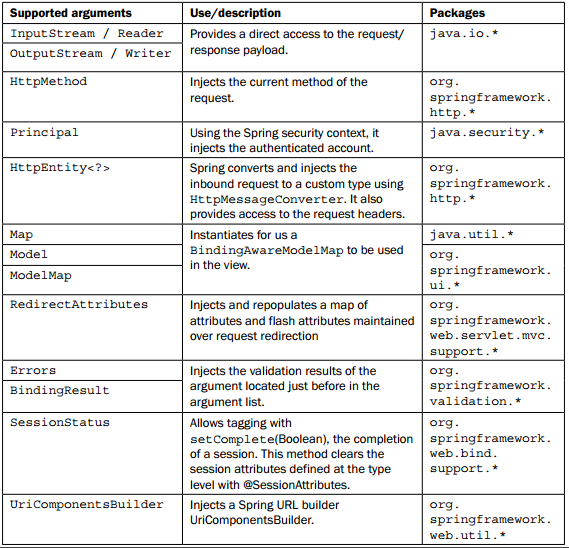 Supported arguments Use/description Packages
InputStream / Reader
OutputStream / Writer
Provides a direct access to the request/
response payload.
java.io.*
HttpMethod
Injects the current method of the
request.
org.
springframework.
http.*
Principal
Using the Spring security context, it
injects the authenticated account.
java.security.*
HttpEntity<?>
Spring converts and injects the
inbound request to a custom type using
HttpMessageConverter. It also
provides access to the request headers.
org.
springframework.
http.*
Map
Model
ModelMap
Instantiates for us a
BindingAwareModelMap to be used
in the view.
java.util.*
org.
springframework.
ui.*
RedirectAttributes
Injects and repopulates a map of
attributes and flash attributes maintained
over request redirection
org.
springframework.
web.servlet.mvc.
support.*
Errors
BindingResult
Injects the validation results of the
argument located just before in the
argument list.
org.
springframework.
validation.*
SessionStatus
Allows tagging with
setComplete(Boolean), the completion
of a session. This method clears the
session attributes defined at the type
level with @SessionAttributes.
org.
springframework.
web.bind.
support.*
UriComponentsBuilder
Injects a Spring URL builder
UriComponentsBuilder.
org.
springframework.
web.util.*